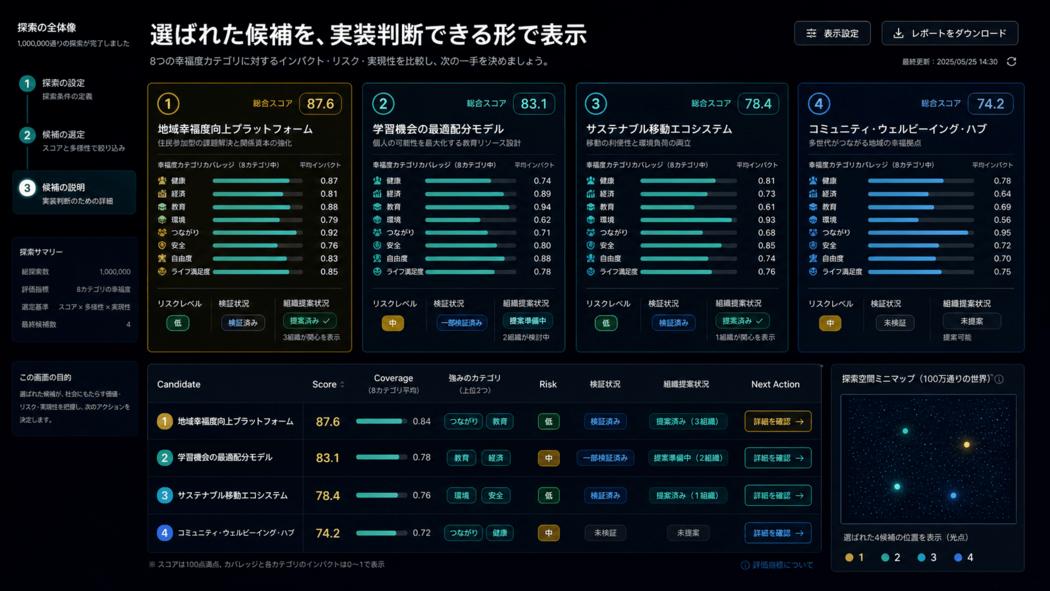 探索の全体像
1,000,000通りの探索が完了しました
1 探索の設定
探索条件の定義
2 候補の選定
スコアと多様性で絞り込み
3 候補の説明
実装判断のための詳細
探索サマリー
総探索数 1,000,000
評価指標 8カテゴリの幸福度
選定基準 スコア × 多様性 × 実現性
最終候補数 4
この画面の目的
選ばれた候補が、社会にもたらす価値・
リスク・実現性を把握し、次のアクションを
決定します。
選ばれた候補を、実装判断できる形で表示
8つの幸福度カテゴリに対するインパクト・リスク・実現性を比較し、次の一手を決めましょう。
表示設定
レポートをダウンロード
最終更新：2025/05/25 14:30
1 総合スコア 87.6
地域幸福度向上プラットフォーム
住民参加型の課題解決と関係資本の強化
幸福度カテゴリカバレッジ（8カテゴリ中） 平均インパクト
健康 0.87
経済 0.81
教育 0.88
環境 0.79
つながり 0.92
安全 0.76
自由度 0.83
ライフ満足度 0.85
リスクレベル 検証状況 組織提案状況
低 検証済み 提案済み ✓
3組織が関心を表示
2 総合スコア 83.1
学習機会の最適配分モデル
個人の可能性を最大化する教育リソース設計
幸福度カテゴリカバレッジ（8カテゴリ中） 平均インパクト
健康 0.74
経済 0.89
教育 0.94
環境 0.62
つながり 0.71
安全 0.80
自由度 0.88
ライフ満足度 0.78
リスクレベル 検証状況 組織提案状況
中 一部検証済み 提案準備中
2組織が検討中
3 総合スコア 78.4
サステナブル移動エコシステム
移動の利便性と環境負荷の両立
幸福度カテゴリカバレッジ（8カテゴリ中） 平均インパクト
健康 0.81
経済 0.73
教育 0.61
環境 0.93
つながり 0.68
安全 0.85
自由度 0.74
ライフ満足度 0.76
リスクレベル 検証状況 組織提案状況
低 検証済み 提案済み ✓
1組織が関心を表示
4 総合スコア 74.2
コミュニティ・ウェルビーイング・ハブ
多世代がつながる地域の幸福拠点
幸福度カテゴリカバレッジ（8カテゴリ中） 平均インパクト
健康 0.78
経済 0.64
教育 0.69
環境 0.56
つながり 0.95
安全 0.72
自由度 0.70
ライフ満足度 0.75
リスクレベル 検証状況 組織提案状況
中 未検証 未提案
提案可能
Candidate Score Coverage 強みのカテゴリ Risk 検証状況 組織提案状況 Next Action
（8カテゴリ平均） （上位2つ）
1 地域幸福度向上プラットフォーム 87.6 0.84 つながり 教育 低 検証済み 提案済み（3組織） 詳細を確認 →
2 学習機会の最適配分モデル 83.1 0.78 教育 経済 中 一部検証済み 提案準備中（2組織） 詳細を確認 →
3 サステナブル移動エコシステム 78.4 0.76 環境 安全 低 検証済み 提案済み（1組織） 詳細を確認 →
4 コミュニティ・ウェルビーイング・ハブ 74.2 0.72 つながり 健康 中 未検証 未提案 詳細を確認 →
※ スコアは100点満点、カバレッジと各カテゴリのインパクトは0〜1で表示
評価指標について
探索空間ミニマップ（100万通りの世界）
選ばれた4候補の位置を表示（光点）
1 2 3 4